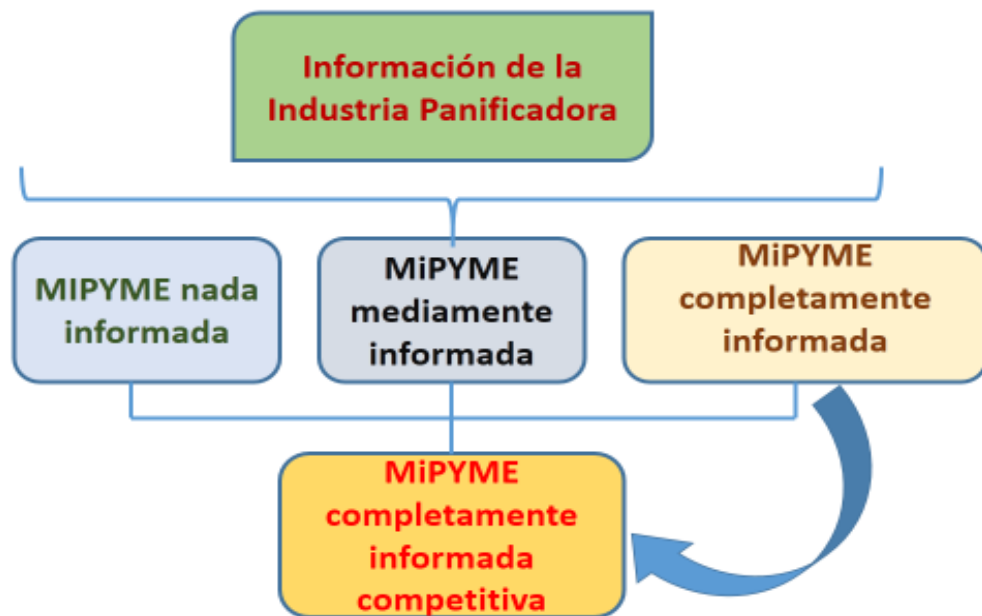 Información de la
Industria Panificadora
MIPYME nada
informada
MiPYME
mediamente
informada
MiPYME
completamente
informada
MiPYME
completamente
informada
competitiva